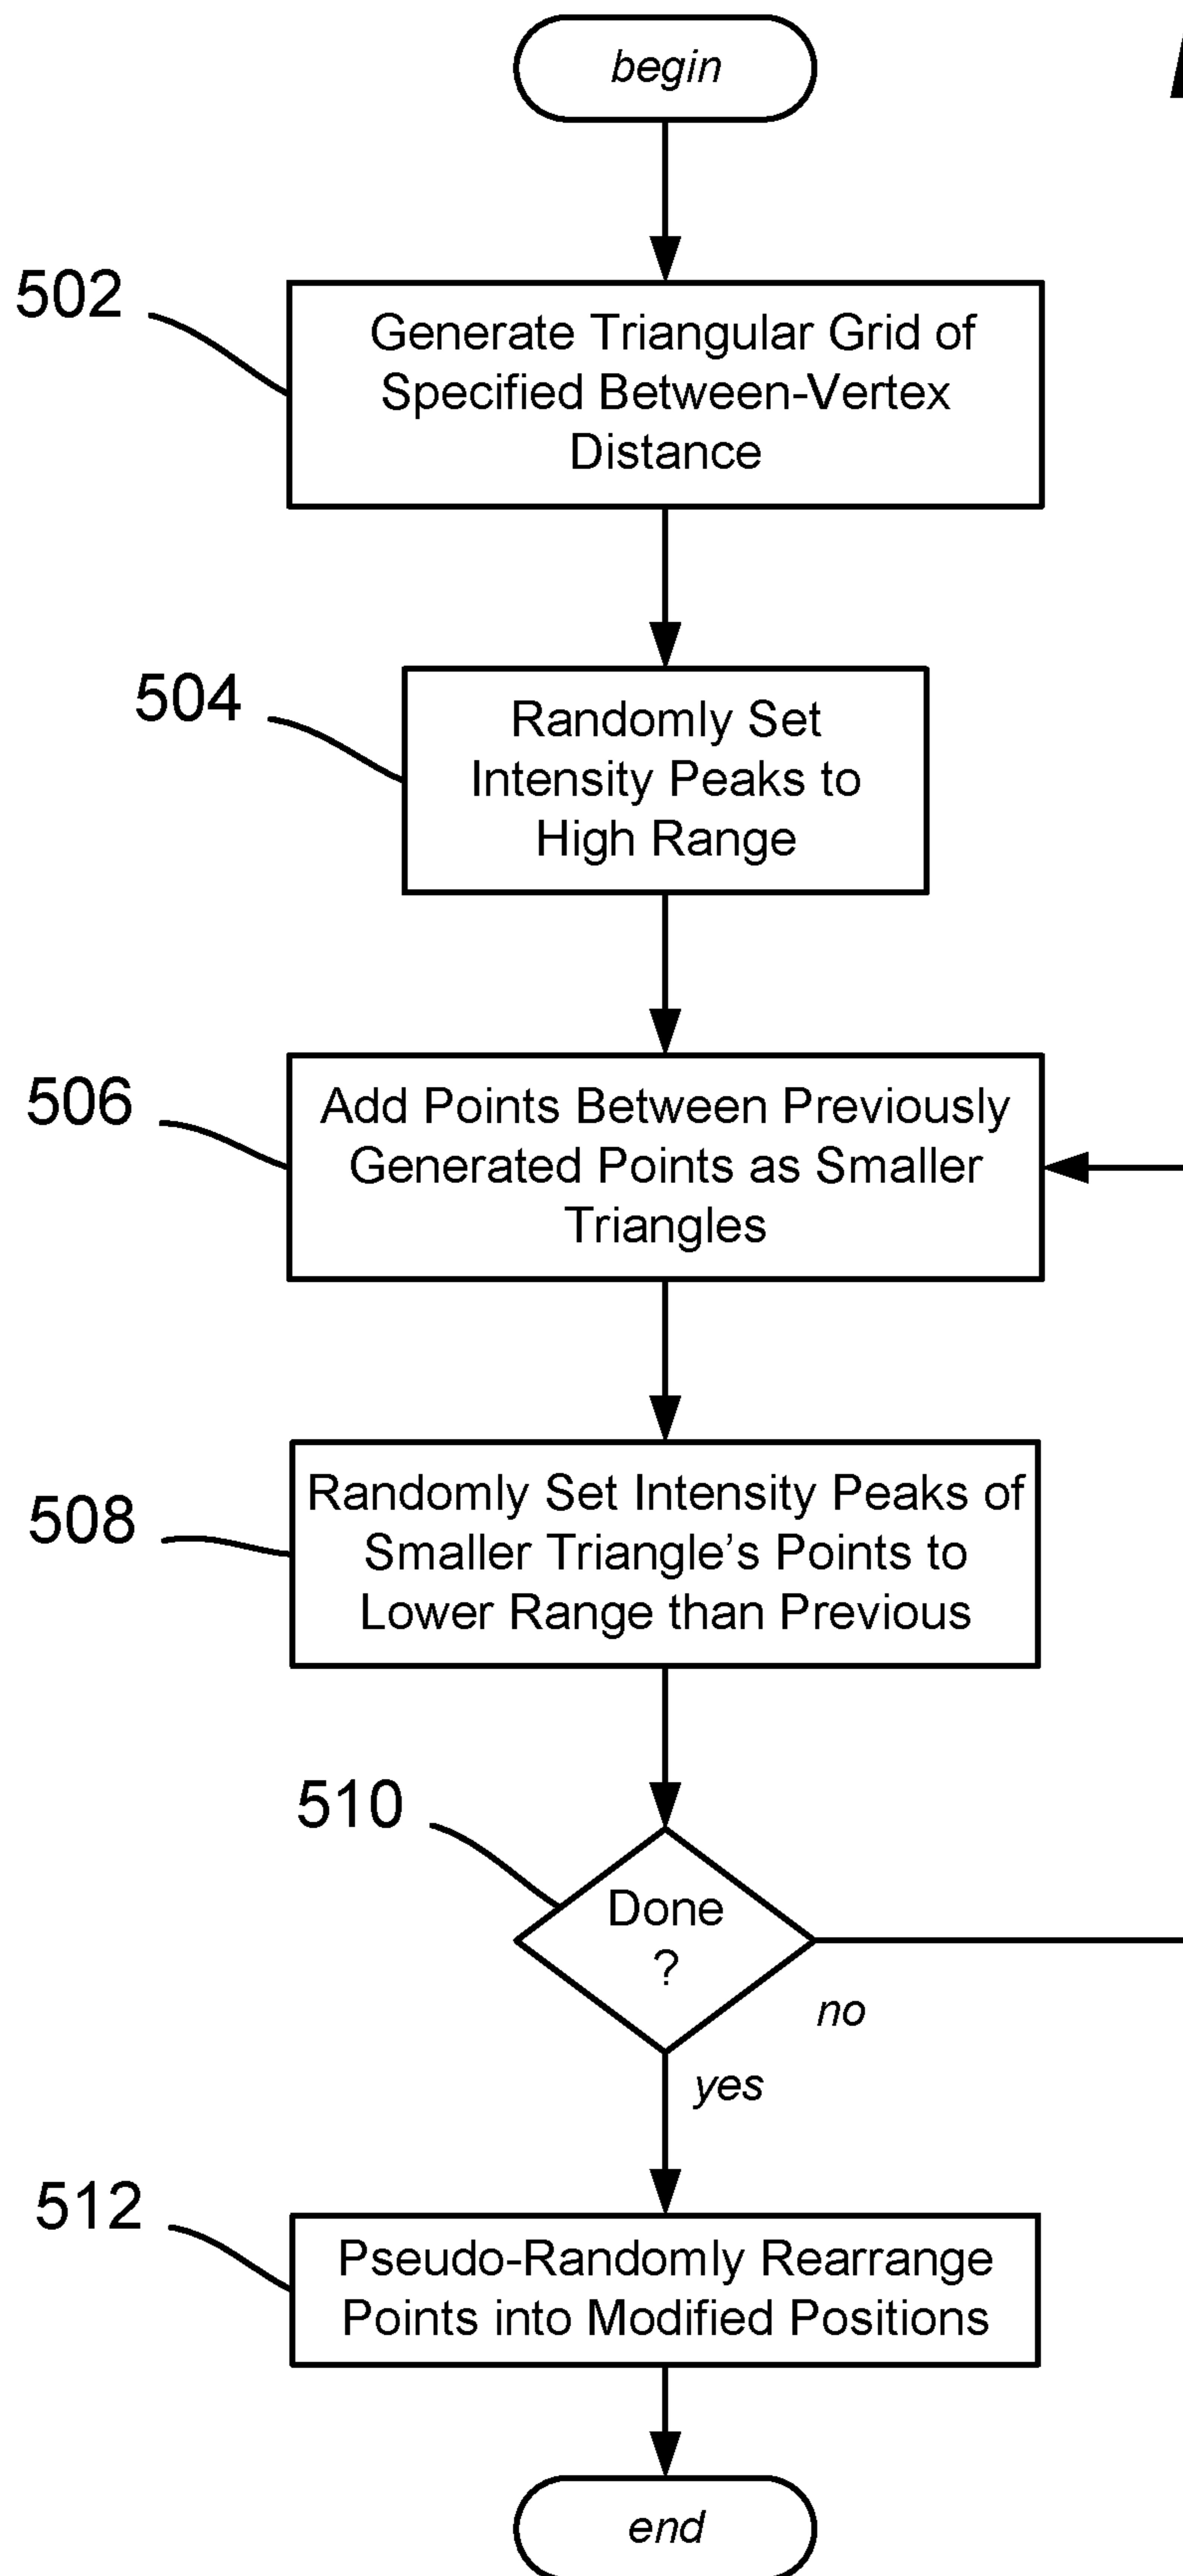 begin
502
Generate Triangular Grid of
Specified Between-Vertex
Distance
504
Randomly Set
Intensity Peaks to
High Range
506
Add Points Between Previously
Generated Points as Smaller
Triangles
508
Randomly Set Intensity Peaks of
Smaller Triangle's Points to
Lower Range than Previous
510
Done
?
no
yes
512
Pseudo-Randomly Rearrange
Points into Modified Positions
end